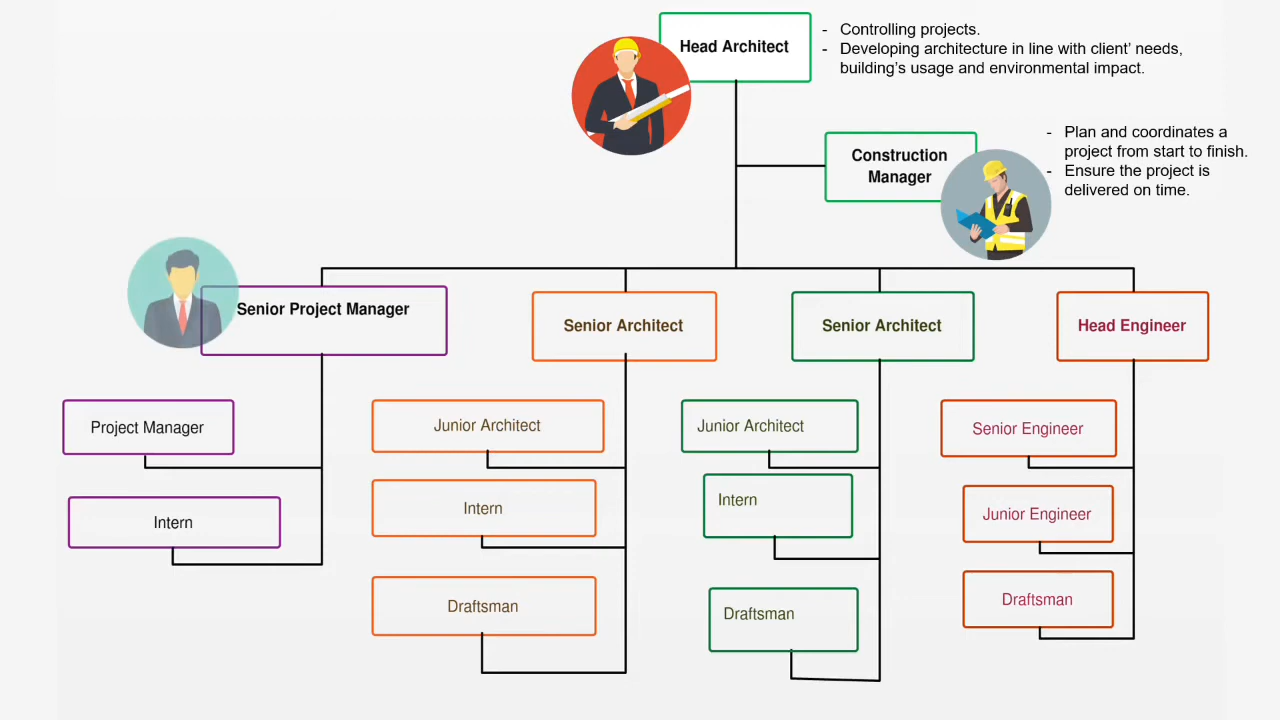 Head Architect
- Controlling projects.
- Developing architecture in line with client' needs,
building's usage and environmental impact.
Construction
Manager
- Plan and coordinates a
project from start to finish.
- Ensure the project is
delivered on time.
Senior Project Manager
Senior Architect
Senior Architect
Head Engineer
Project Manager
Junior Architect
Junior Architect
Senior Engineer
Intern
Intern
Intern
Junior Engineer
Draftsman
Draftsman
Draftsman